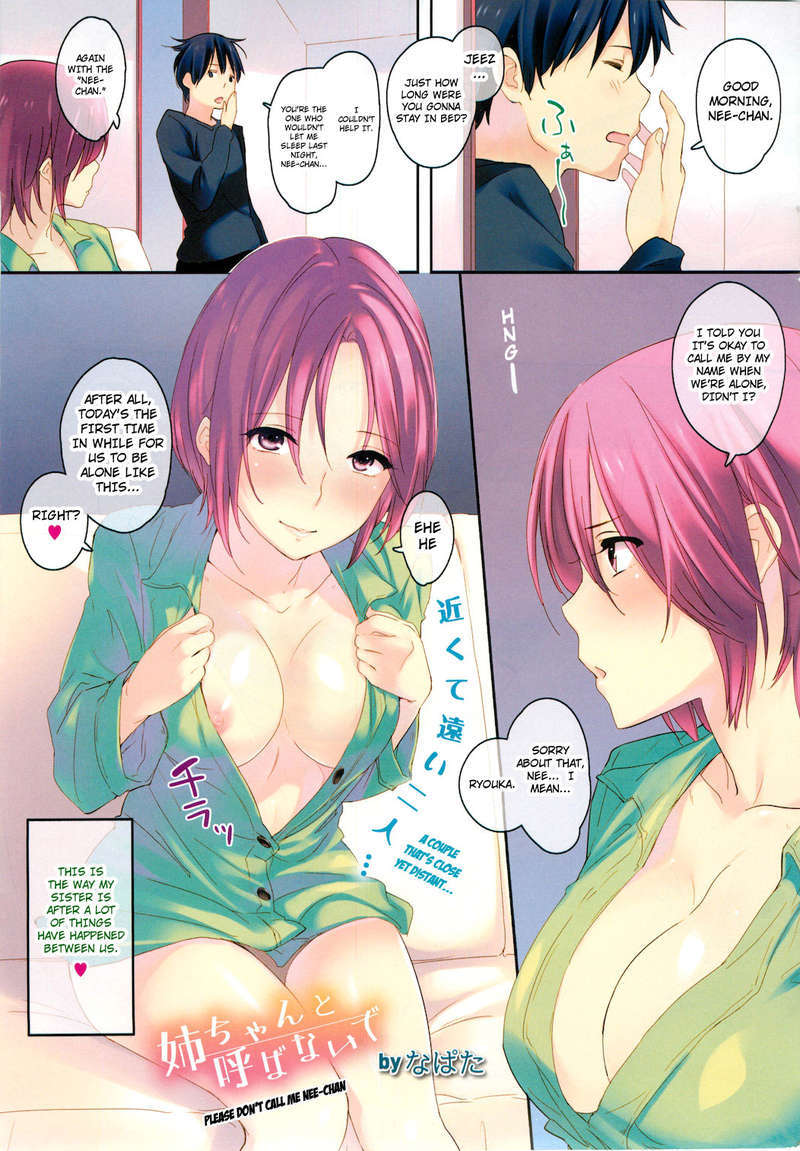 GOOD
MORNING,
NEE-CHAN.
ふぁ〜
JEEZ
...
JUST HOW
LONG WERE
YOU GONNA
STAY IN BED?
I
COULDN'T
HELP IT.
YOU'RE THE
ONE WHO
WOULDN'T
LET ME
SLEEP LAST
NIGHT,
NEE-CHAN...
AGAIN
WITH THE
"NEE-
CHAN."
I TOLD YOU
IT'S OKAY TO
CALL ME BY MY
NAME WHEN
WE'RE ALONE,
DIDN'T I?
HNG—
SORRY
ABOUT THAT,
NEE... I
MEAN...
RYOUKA.
EHE
HE
AFTER ALL,
TODAY'S THE
FIRST TIME
IN WHILE FOR
US TO BE
ALONE LIKE
THIS...
RIGHT?
♥
チラッ
近くて遠い二人…
A COUPLE
THAT'S CLOSE
YET DISTANT...
THIS IS
THE WAY MY
SISTER IS
AFTER A LOT
OF THINGS
HAVE HAPPENED
BETWEEN US.
♥
姉ちゃんと
呼ばないで
by なぱた
PLEASE DON'T CALL ME NEE-CHAN